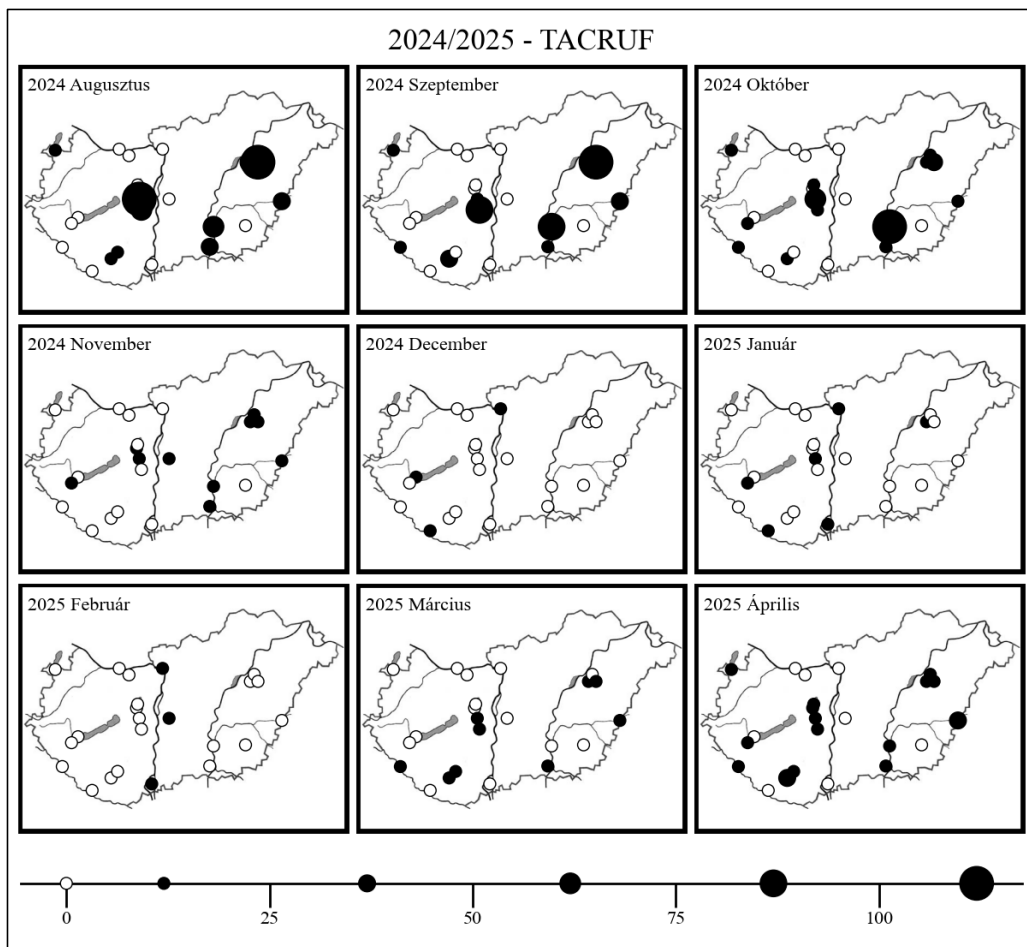 2024/2025 - TACRUF
2024 Augusztus
2024 Szeptember
2024 Október
2024 November
2024 December
2025 Január
2025 Február
2025 Március
2025 Április
0
25
50
75
100